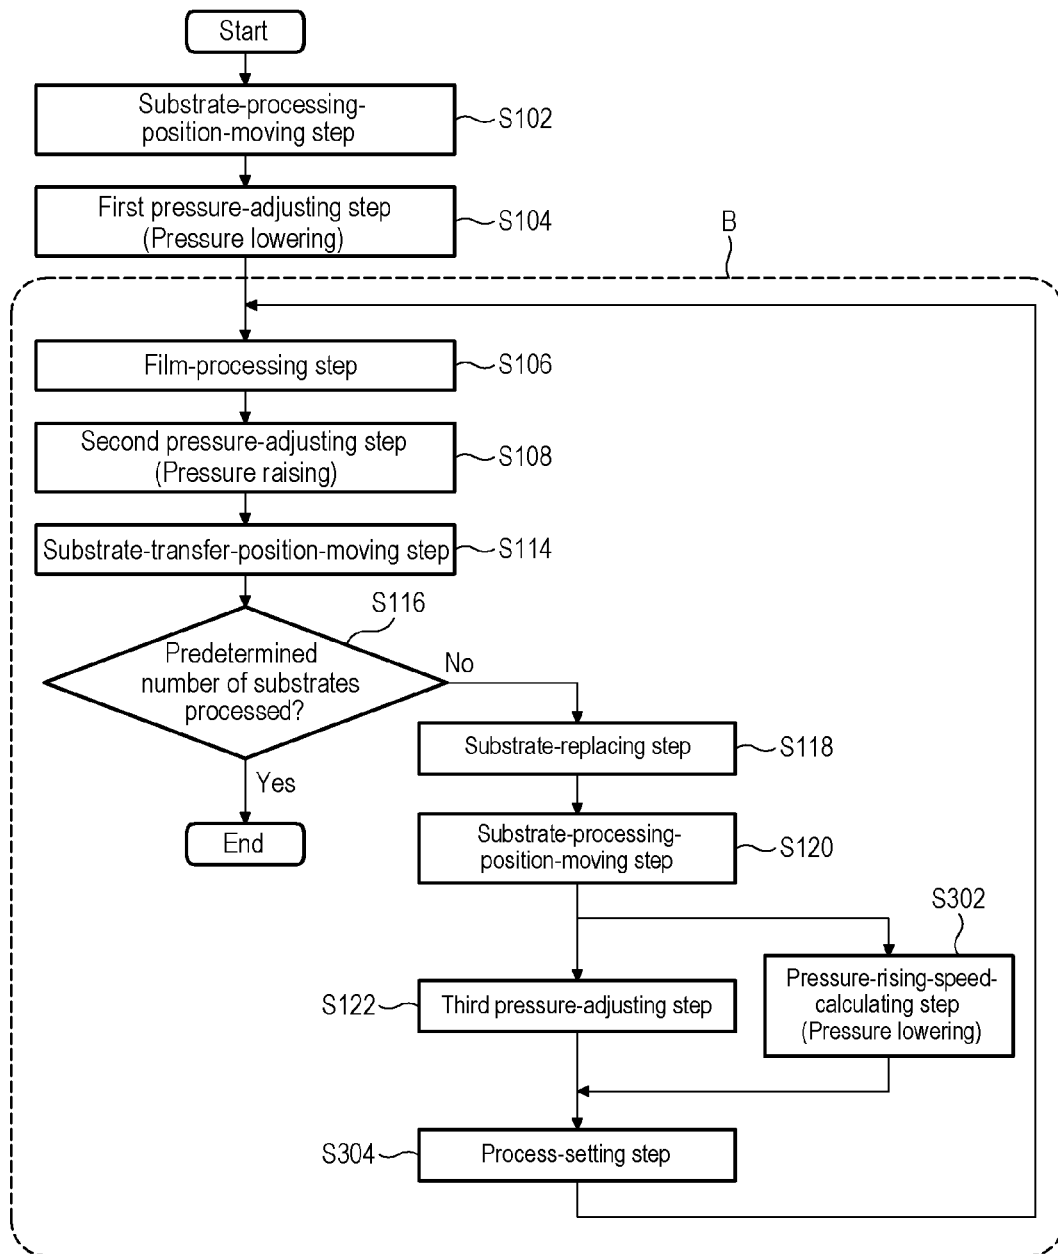 Start
Substrate-processing-
position-moving step
S102
First pressure-adjusting step
(Pressure lowering)
S104
B
Film-processing step
S106
Second pressure-adjusting step
(Pressure raising)
S108
Substrate-transfer-position-moving step
S114
S116
Predetermined
number of substrates
processed?
No
Yes
End
Substrate-replacing step
S118
Substrate-processing-
position-moving step
S120
S302
Pressure-rising-speed-
calculating step
(Pressure lowering)
S122
Third pressure-adjusting step
S304
Process-setting step